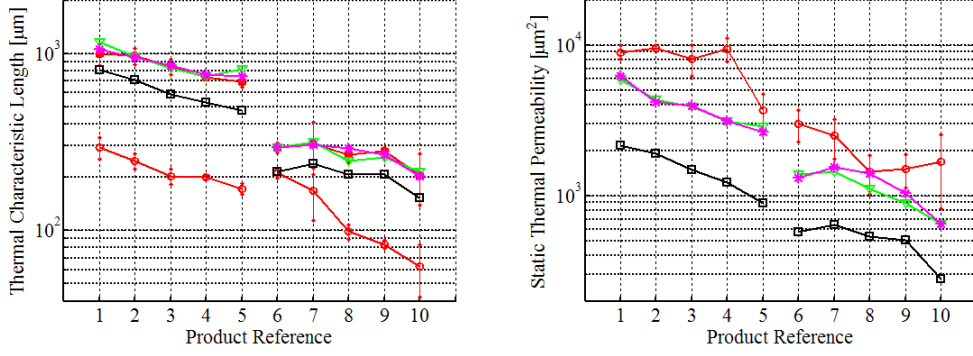 Thermal Characteristic Length [μm]
10³
10²
1 2 3 4 5 6 7 8 9 10
Product Reference
Static Thermal Permeability [μm²]
10⁴
10³
1 2 3 4 5 6 7 8 9 10
Product Reference